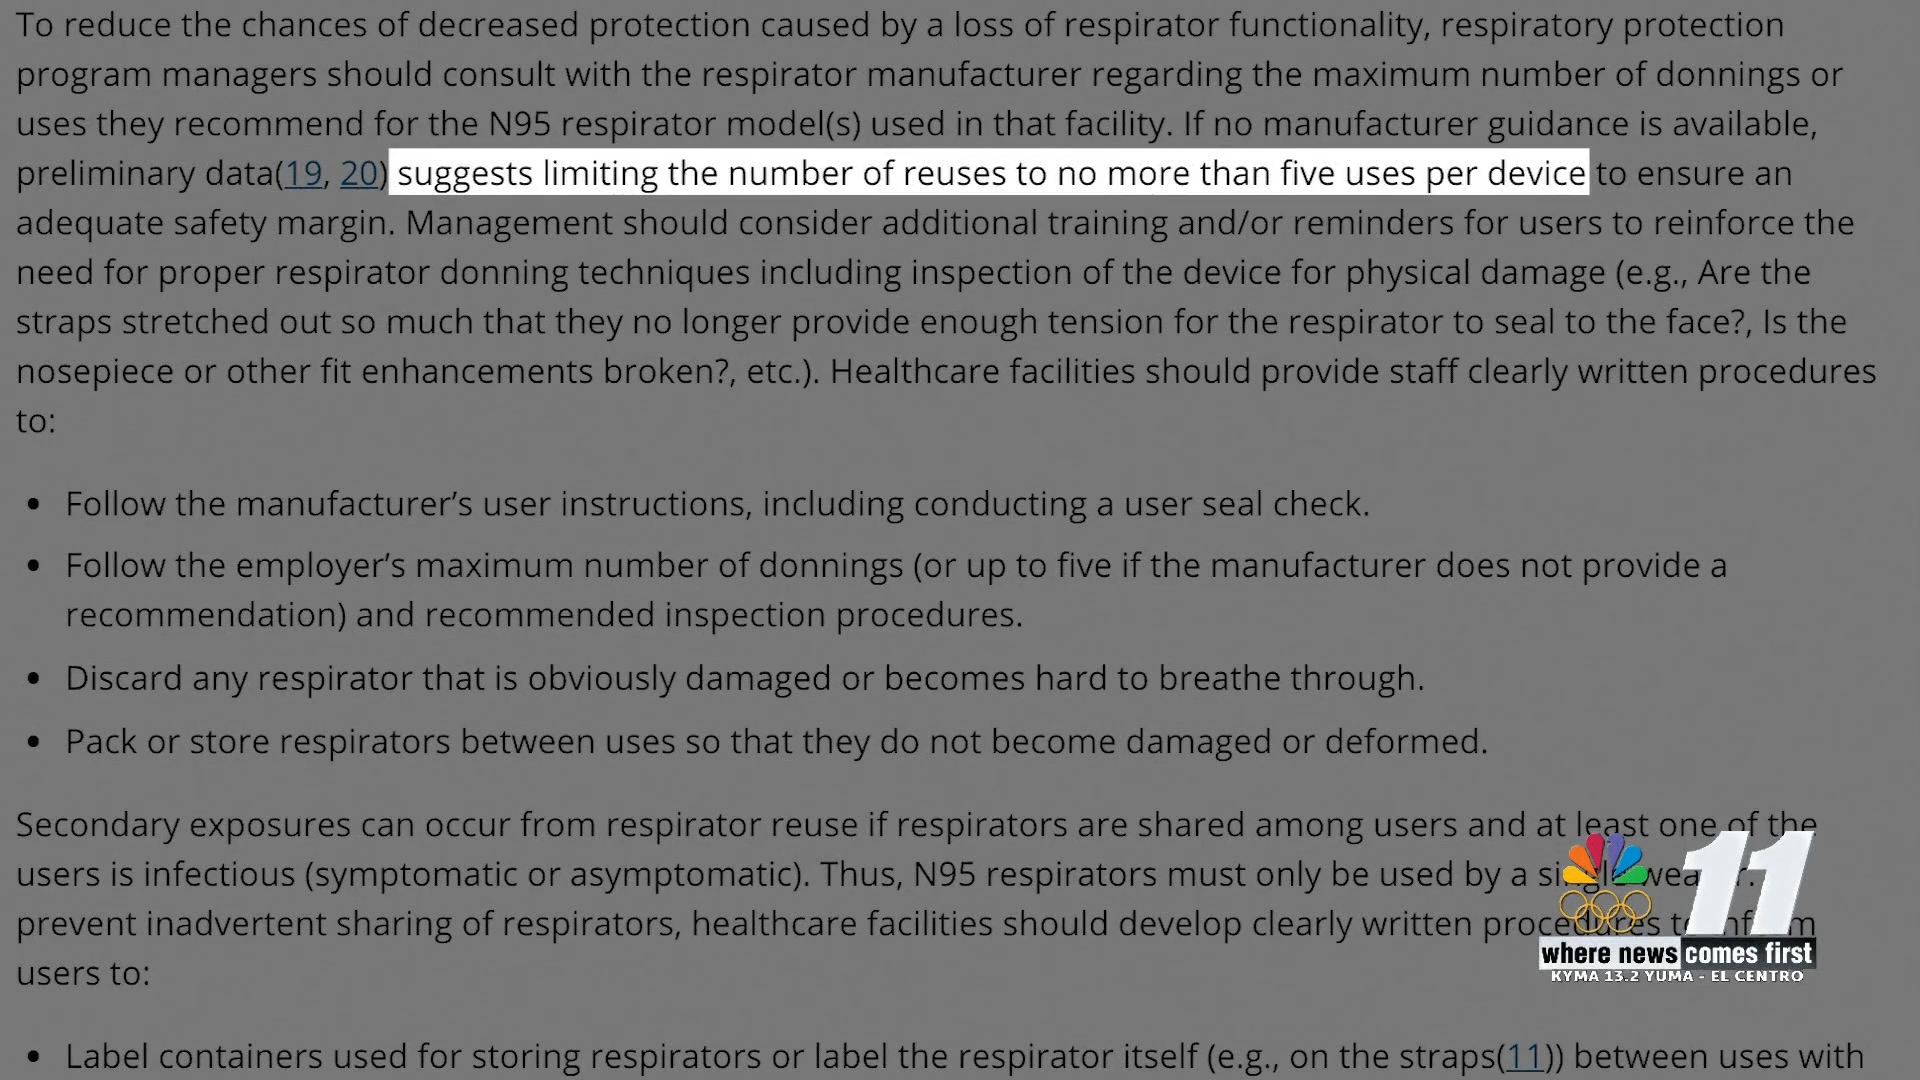 To reduce the chances of decreased protection caused by a loss of respirator functionality, respiratory protection
program managers should consult with the respirator manufacturer regarding the maximum number of donnings or
uses they recommend for the N95 respirator model(s) used in that facility. If no manufacturer guidance is available,
preliminary data(19, 20) suggests limiting the number of reuses to no more than five uses per device to ensure an
adequate safety margin. Management should consider additional training and/or reminders for users to reinforce the
need for proper respirator donning techniques including inspection of the device for physical damage (e.g., Are the
straps stretched out so much that they no longer provide enough tension for the respirator to seal to the face?, Is the
nosepiece or other fit enhancements broken?, etc.). Healthcare facilities should provide staff clearly written procedures
to:
• Follow the manufacturer’s user instructions, including conducting a user seal check.
• Follow the employer’s maximum number of donnings (or up to five if the manufacturer does not provide a
recommendation) and recommended inspection procedures.
• Discard any respirator that is obviously damaged or becomes hard to breathe through.
• Pack or store respirators between uses so that they do not become damaged or deformed.
Secondary exposures can occur from respirator reuse if respirators are shared among users and at least one of the
users is infectious (symptomatic or asymptomatic). Thus, N95 respirators must only be used by a
prevent inadvertent sharing of respirators, healthcare facilities should develop clearly written procedures
users to:
• Label containers used for storing respirators or label the respirator itself (e.g., on the straps(11)) between uses with
11
where news comes first
KYMA 13.2 YUMA - EL CENTRO